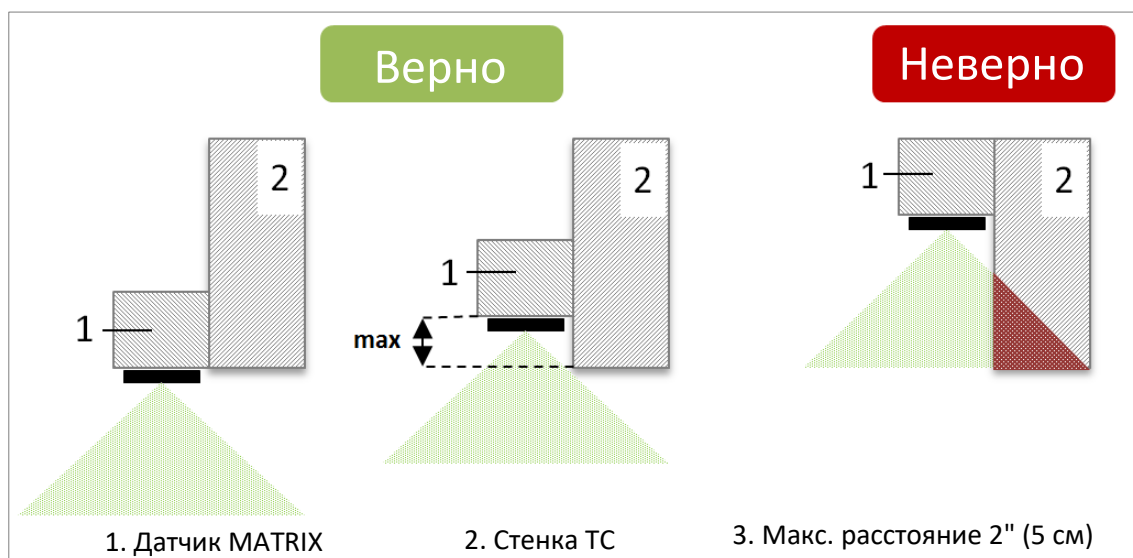 Верно
Неверно
2
2
2
1
1
1
max
1. Датчик MATRIX
2. Стенка ТС
3. Макс. расстояние 2" (5 см)